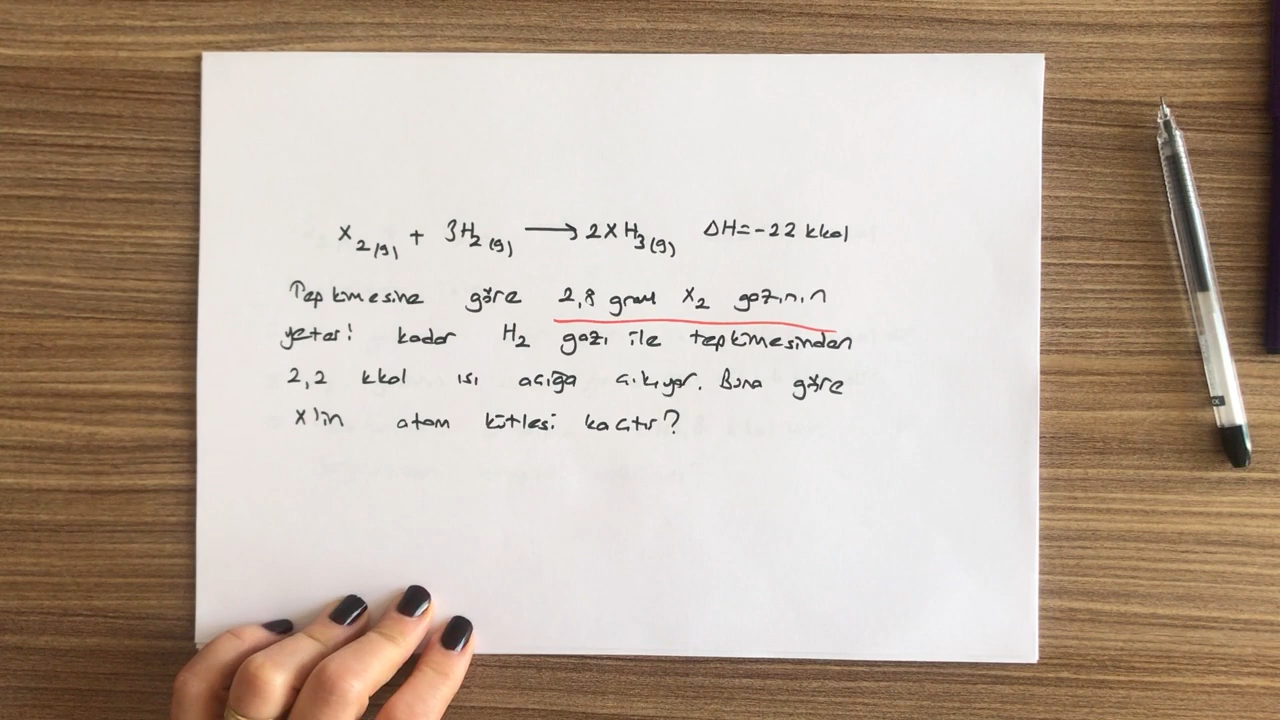 X₂(g) + 3H₂(g) ⟶ 2XH₃(g) ΔH=-22 kkal
Tepkimesine göre 2,8 gram X₂ gazının
yeteri kadar H₂ gazı ile tepkimesinden
2,2 kkal ısı açığa çıkıyor. Buna göre
X'in atom kütlesi kaçtır?